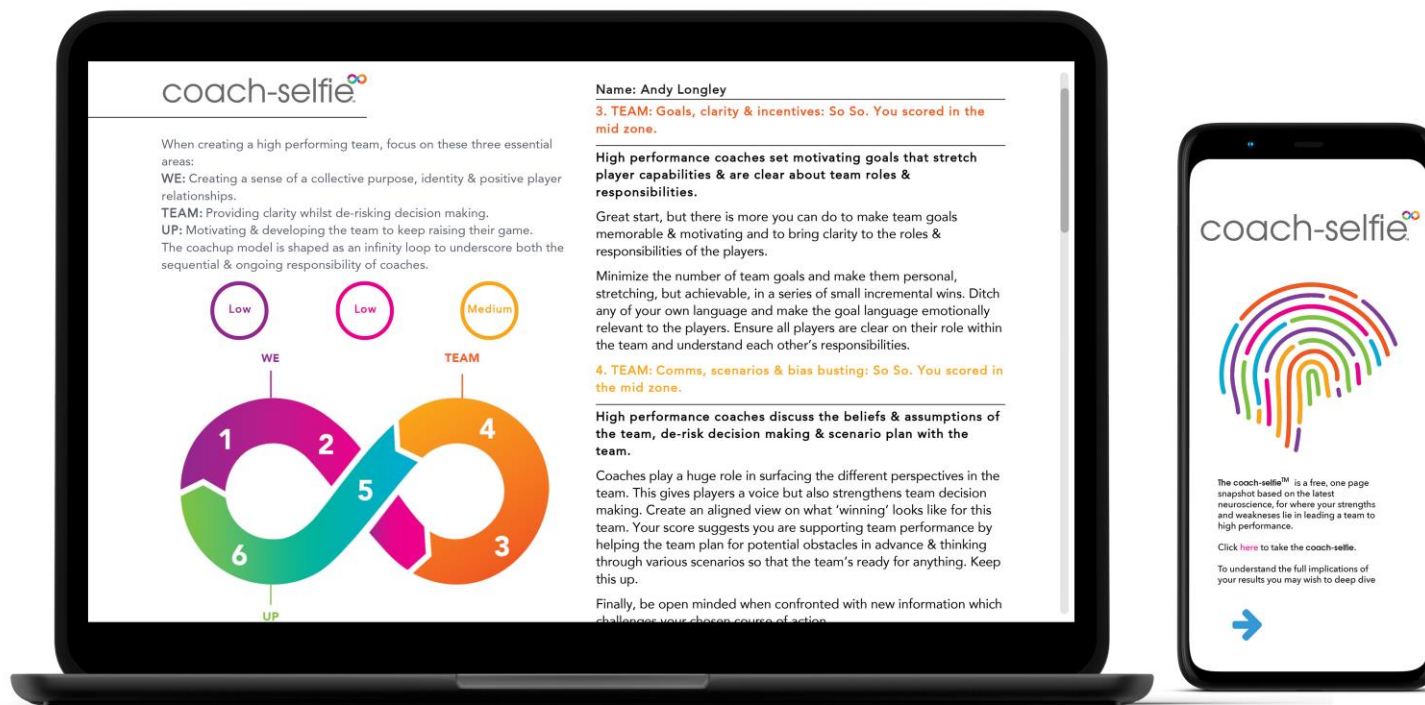 coach-selfie
When creating a high performing team, focus on these three essential
areas:
WE: Creating a sense of a collective purpose, identity & positive player
relationships.
TEAM: Providing clarity whilst de-risking decision making.
UP: Motivating & developing the team to keep raising their game.
The coachup model is shaped as an infinity loop to underscore both the
sequential & ongoing responsibility of coaches.
Low
Low
Medium
WE
TEAM
1
2
4
5
6
3
UP
Name: Andy Longley
3. TEAM: Goals, clarity & incentives: So So. You scored in the
mid zone.
High performance coaches set motivating goals that stretch
player capabilities & are clear about team roles &
responsibilities.
Great start, but there is more you can do to make team goals
memorable & motivating and to bring clarity to the roles &
responsibilities of the players.
Minimize the number of team goals and make them personal,
stretching, but achievable, in a series of small incremental wins. Ditch
any of your own language and make the goal language emotionally
relevant to the players. Ensure all players are clear on their role within
the team and understand each other's responsibilities.
4. TEAM: Comms, scenarios & bias busting: So So. You scored in
the mid zone.
High performance coaches discuss the beliefs & assumptions of
the team, de-risk decision making & scenario plan with the
team.
Coaches play a huge role in surfacing the different perspectives in the
team. This gives players a voice but also strengthens team decision
making. Create an aligned view on what 'winning' looks like for this
team. Your score suggests you are supporting team performance by
helping the team plan for potential obstacles in advance & thinking
through various scenarios so that the team's ready for anything. Keep
this up.
Finally, be open minded when confronted with new information which
challenges your chosen course of action.
coach-selfie
The coach-selfie™ is a free, one page
snapshot based on the latest
neuroscience, for where your strengths
and weakneses lie in leading a team to
high performance.
Click here to take the coach-selfie.
To understand the full implications of
your results you may wish to deep dive